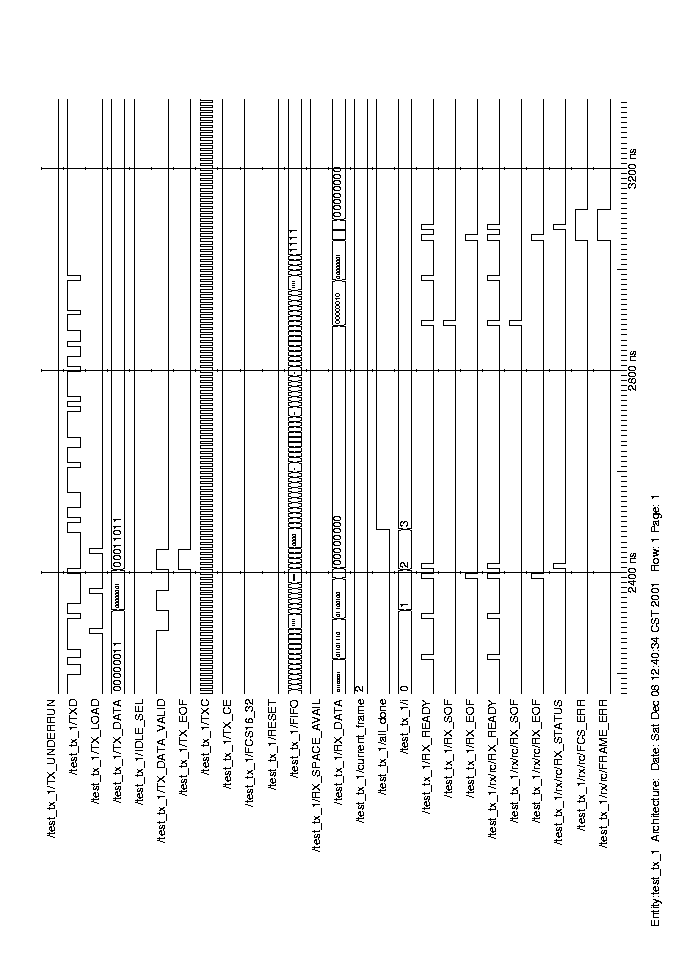 /test_tx_1/TX_UNDERRUN
/test_tx_1/TXD
/test_tx_1/TX_LOAD
/test_tx_1/TX_DATA 00000011 00000001 00011011
/test_tx_1/IDLE_SEL
/test_tx_1/TX_DATA_VALID
/test_tx_1/TX_EOF
/test_tx_1/TXC
/test_tx_1/TX_CE
/test_tx_1/FCS16_32
/test_tx_1/RESET
/test_tx_1/FIFO 1111
/test_tx_1/RX_SPACE_AVAIL
/test_tx_1/RX_DATA 00000000 00000010 00000001 00000000
/test_tx_1/current_frame 2
/test_tx_1/all_done
/test_tx_1/i 0 1 2 3
/test_tx_1/RX_READY
/test_tx_1/RX_SOF
/test_tx_1/RX_EOF
/test_tx_1/rx/rc/RX_READY
/test_tx_1/rx/rc/RX_SOF
/test_tx_1/rx/rc/RX_EOF
/test_tx_1/rx/rc/RX_STATUS
/test_tx_1/rx/rc/FCS_ERR
/test_tx_1/rx/rc/FRAME_ERR
2400 ns 2800 ns 3200 ns
Entity:test_tx_1 Architecture: Date: Sat Dec 08 12:40:34 CST 2001 Row: 1 Page: 1